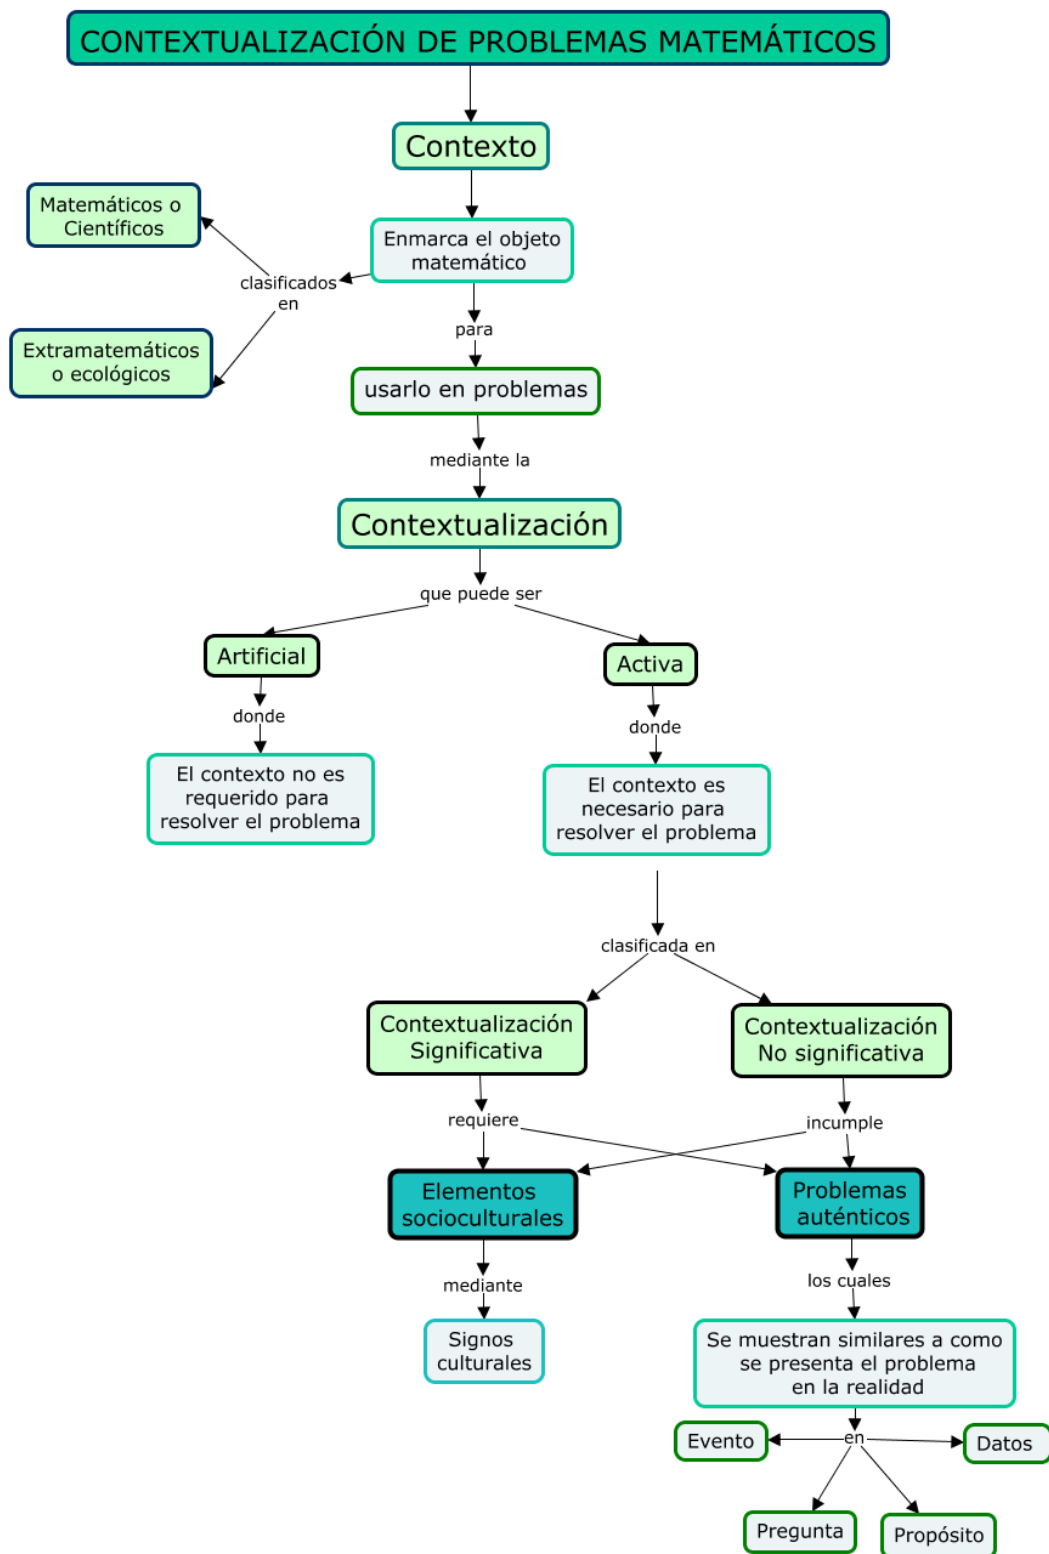 CONTEXTUALIZACIÓN DE PROBLEMAS MATEMÁTICOS
Contexto
Matemáticos o
Científicos
Enmarca el objeto
matemático
clasificados
en
para
Extramatemáticos
o ecológicos
usarlo en problemas
mediante la
Contextualización
que puede ser
Artificial
Activa
donde
donde
El contexto no es
requerido para
resolver el problema
El contexto es
necesario para
resolver el problema
clasificada en
Contextualización
Significativa
Contextualización
No significativa
requiere
incumple
Elementos
socioculturales
Problemas
auténticos
mediante
los cuales
Signos
culturales
Se muestran similares a como
se presenta el problema
en la realidad
Evento
en
Datos
Pregunta
Propósito